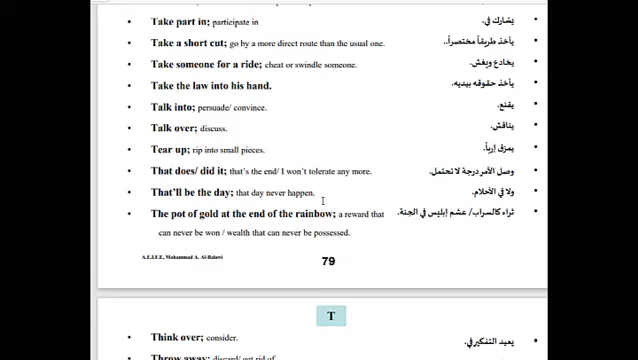 • Take part in; participate in يشارك في. •
• Take a short cut; go by a more direct route than the usual one. يأخذ طريقاً مختصراً.. •
• Take someone for a ride; cheat or swindle someone. يخادع ويغش. •
• Take the law into his hand. يأخذ حقوقه بيديه. •
• Talk into; persuade/ convince. يقنع. •
• Talk over; discuss. يناقش. •
• Tear up; rip into small pieces. يمزق إرباً. •
• That does/ did it; that's the end/ I won't tolerate any more. وصل الأمر درجة لا تحتمل. •
• That'll be the day; that day never happen. ولا في الأحلام. •
• The pot of gold at the end of the rainbow; a reward that ثراء كالسراب/ عشم إبليس في الجنة. •
can never be won / wealth that can never be possessed.
A.E.I.E.E, Mohammad A. Al-Balawi
79
T
• Think over; consider. يعيد التفكير في. •
• Throw away; discard/ get rid of.